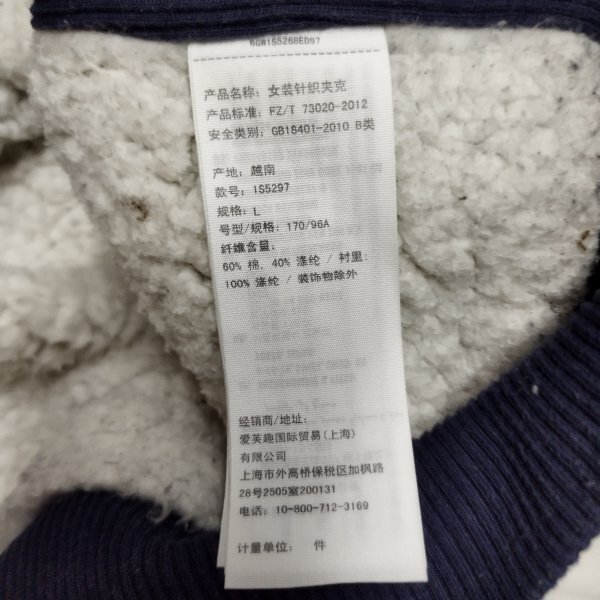 6GW1S526BED97
产品名称: 女装针织夹克
产品标准: FZ/T 73020-2012
安全类别: GB18401-2010 B类
产地: 越南
款号: 1S5297
规格: L
号型/规格: 170/96A
纤维含量:
60% 棉, 40% 涤纶 / 衬里:
100% 涤纶 / 装饰物除外
经销商/地址:
爱芙趣国际贸易(上海)
有限公司
上海市外高桥保税区加枫路
28号2505室200131
电话: 10-800-712-3169
计量单位: 件